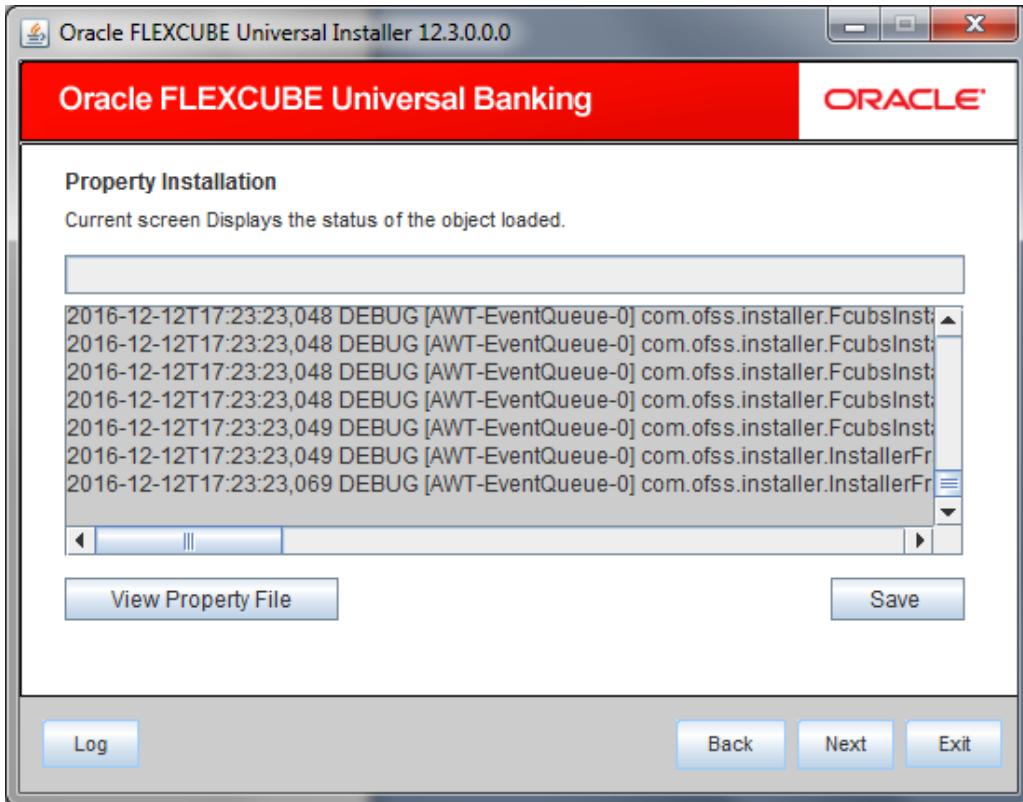 Oracle FLEXCUBE Universal Installer 12.3.0.0.0
Oracle FLEXCUBE Universal Banking
ORACLE
Property Installation
Current screen Displays the status of the object loaded.
2016-12-12T17:23:23,048 DEBUG [AWT-EventQueue-0] com.ofss.installer.FcubsInst
2016-12-12T17:23:23,048 DEBUG [AWT-EventQueue-0] com.ofss.installer.FcubsInst
2016-12-12T17:23:23,048 DEBUG [AWT-EventQueue-0] com.ofss.installer.FcubsInst
2016-12-12T17:23:23,048 DEBUG [AWT-EventQueue-0] com.ofss.installer.FcubsInst
2016-12-12T17:23:23,049 DEBUG [AWT-EventQueue-0] com.ofss.installer.FcubsInst
2016-12-12T17:23:23,049 DEBUG [AWT-EventQueue-0] com.ofss.installer.InstallerFr
2016-12-12T17:23:23,069 DEBUG [AWT-EventQueue-0] com.ofss.installer.InstallerFr
View Property File
Save
Log
Back
Next
Exit